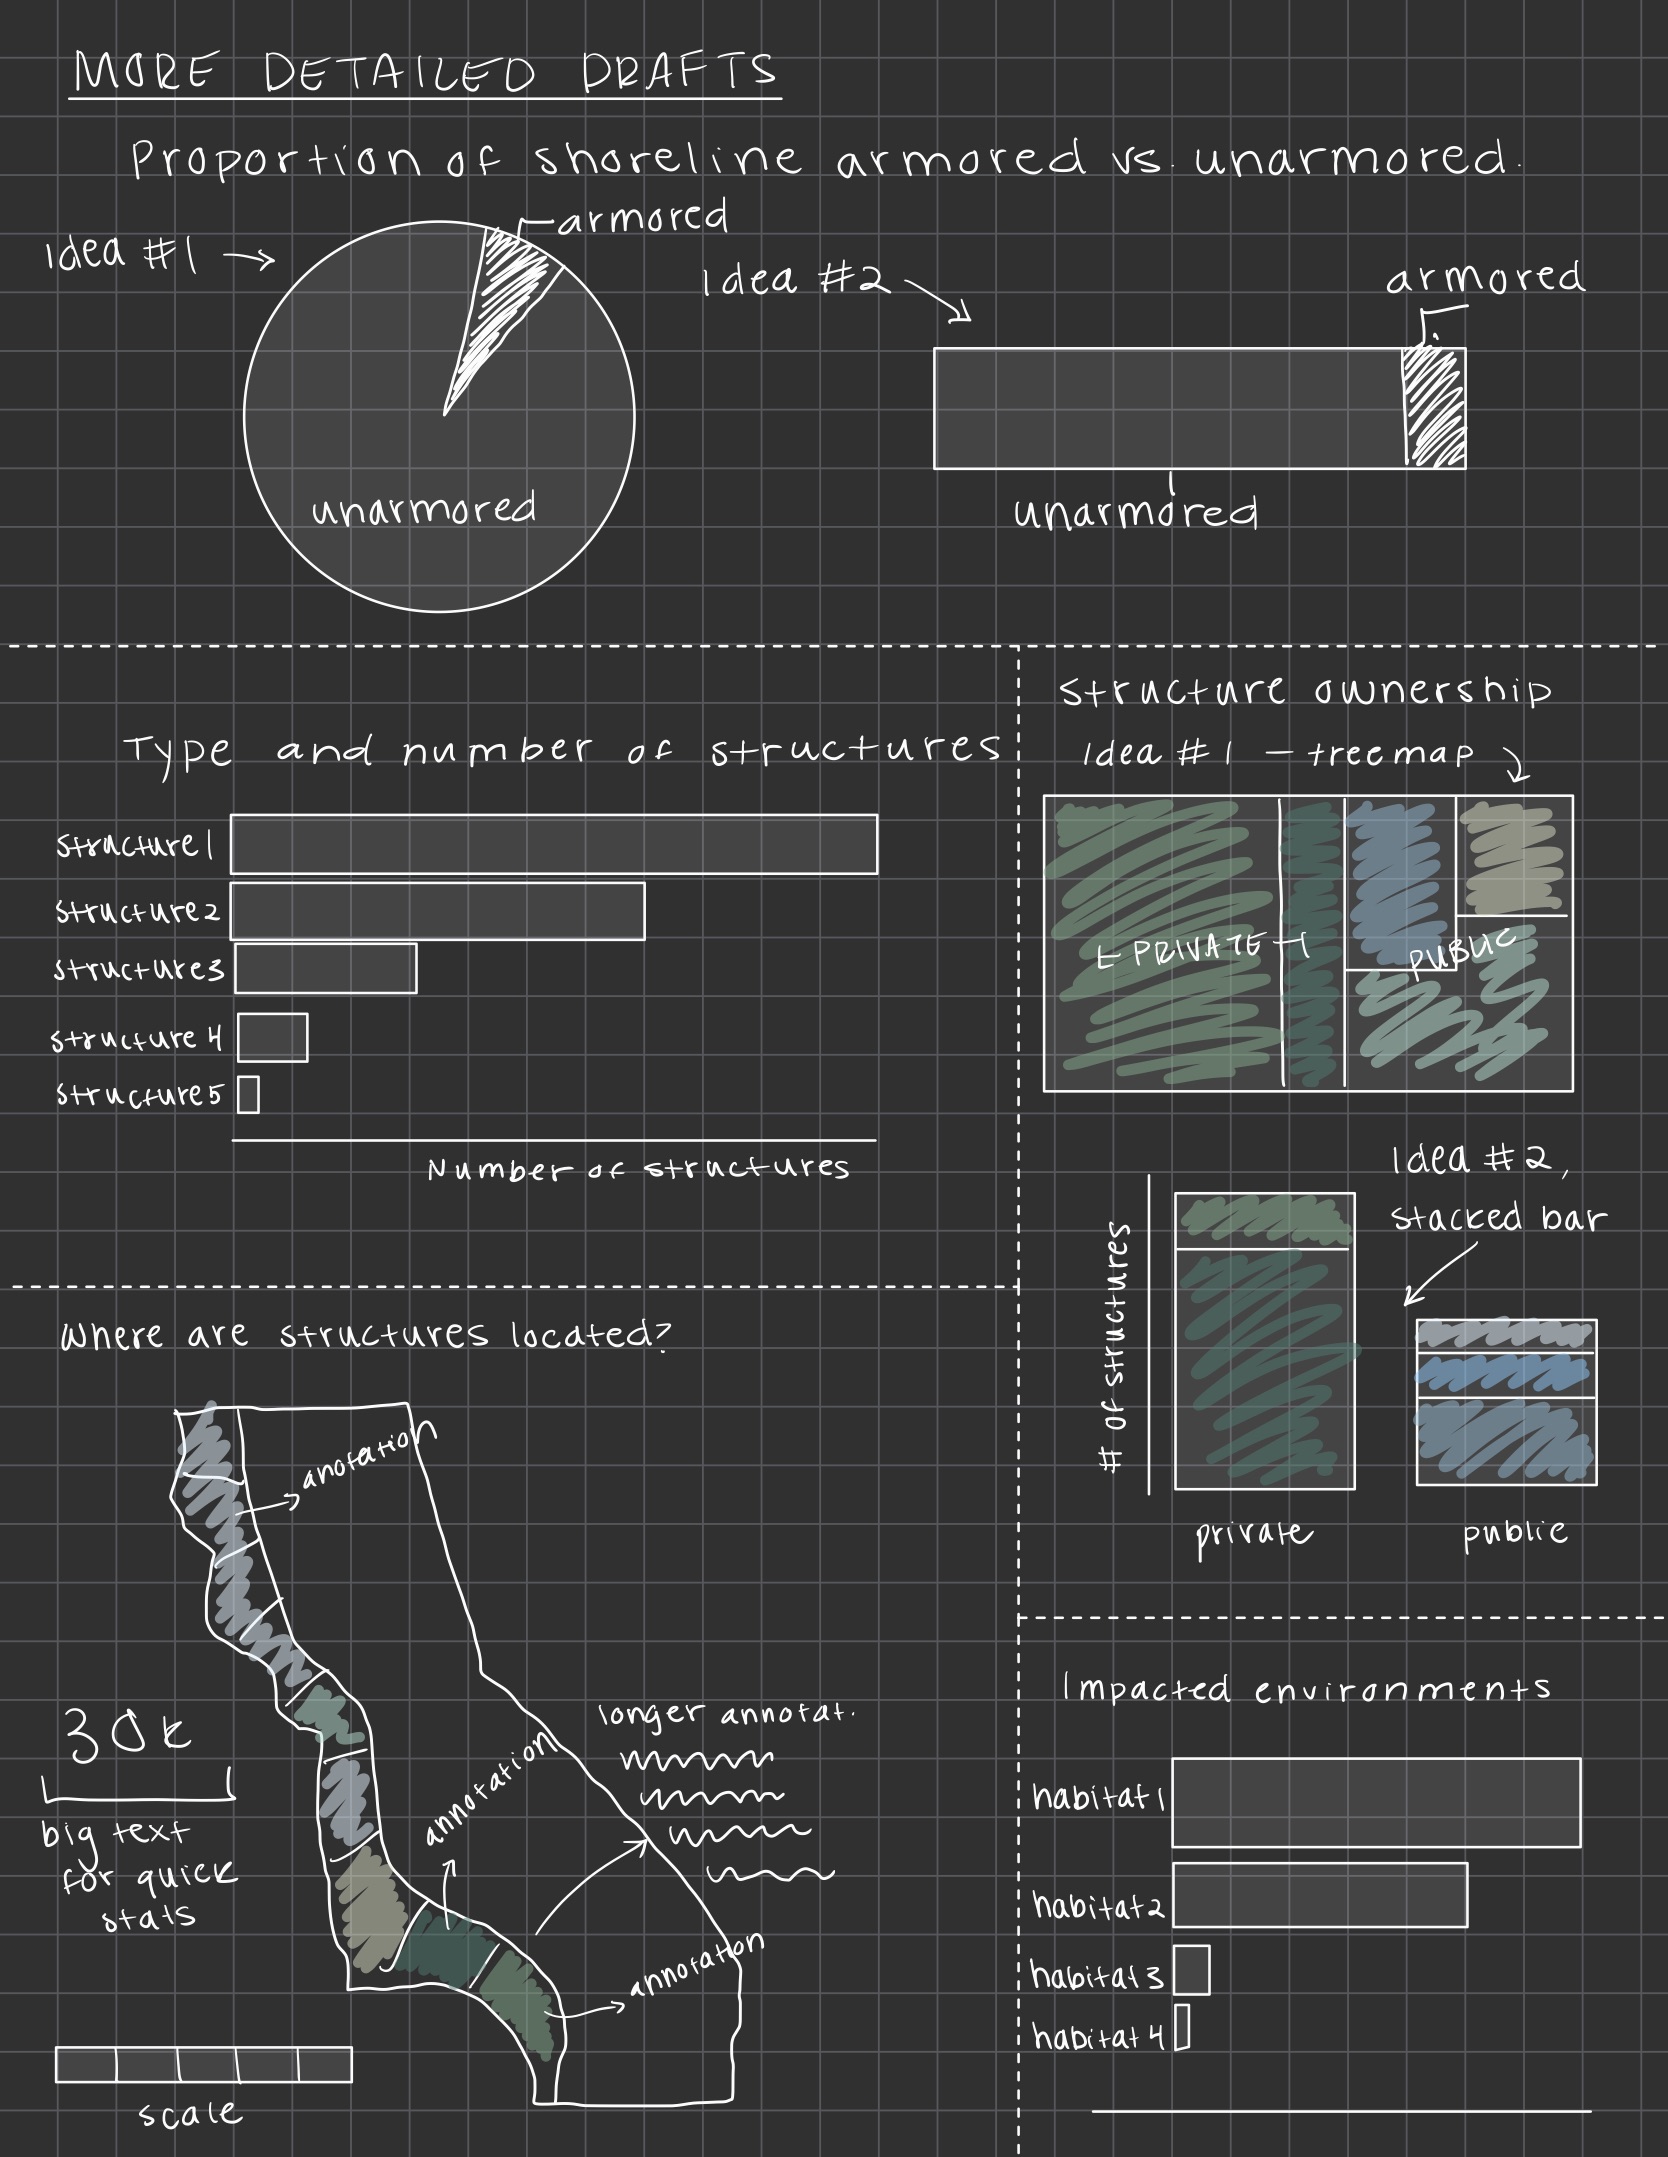 MORE DETAILED DRAFTS
Proportion of shoreline armored vs. unarmored.
Idea #1
armored
unarmored
Idea #2
armored
unarmored
Type and number of structures
structure 1
structure 2
structure 3
structure 4
structure 5
Number of structures
structure ownership
Idea #1 – treemap
PRIVATE
PUBLIC
Idea #2,
stacked bar
# of structures
private
public
Where are structures located?
anotation
30k
big text
for quick
stats
annotation
longer annotat.
annotation
scale
Impacted environments
habitat 1
habitat 2
habitat 3
habitat 4